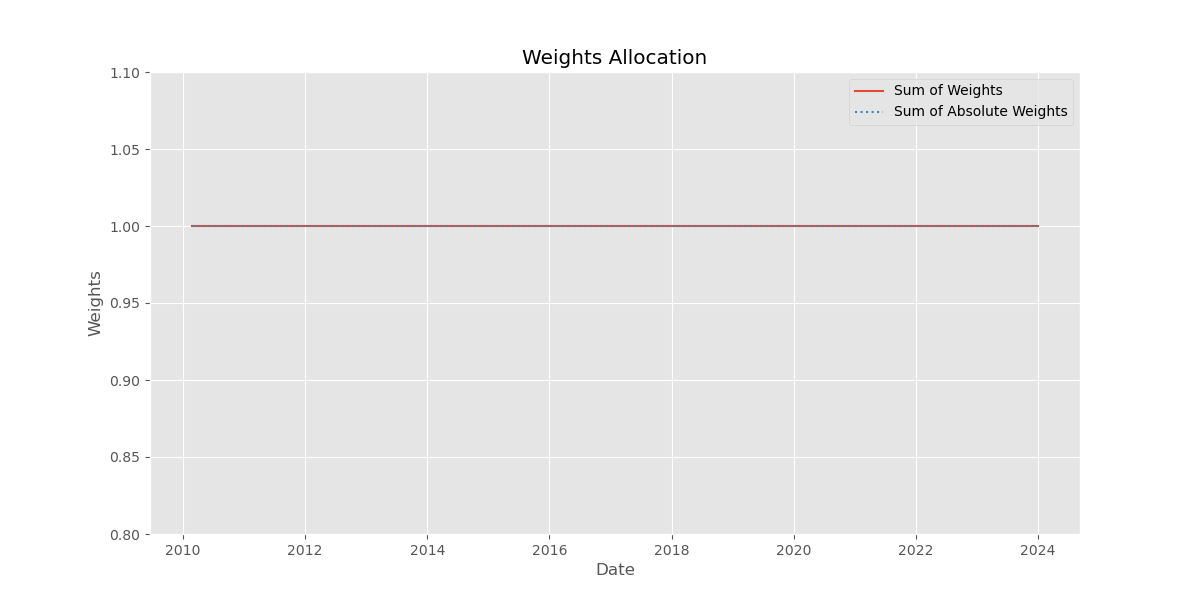 Weights Allocation
1.10
1.05
1.00
0.95
0.90
0.85
0.80
Weights
Sum of Weights
Sum of Absolute Weights
2010 2012 2014 2016 2018 2020 2022 2024
Date